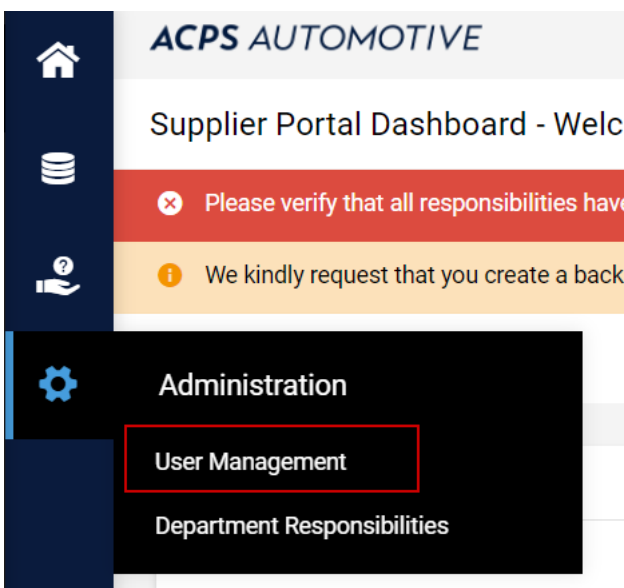 ACPS AUTOMOTIVE
Supplier Portal Dashboard - Welc
Please verify that all responsibilities have
We kindly request that you create a back
Administration
User Management
Department Responsibilities